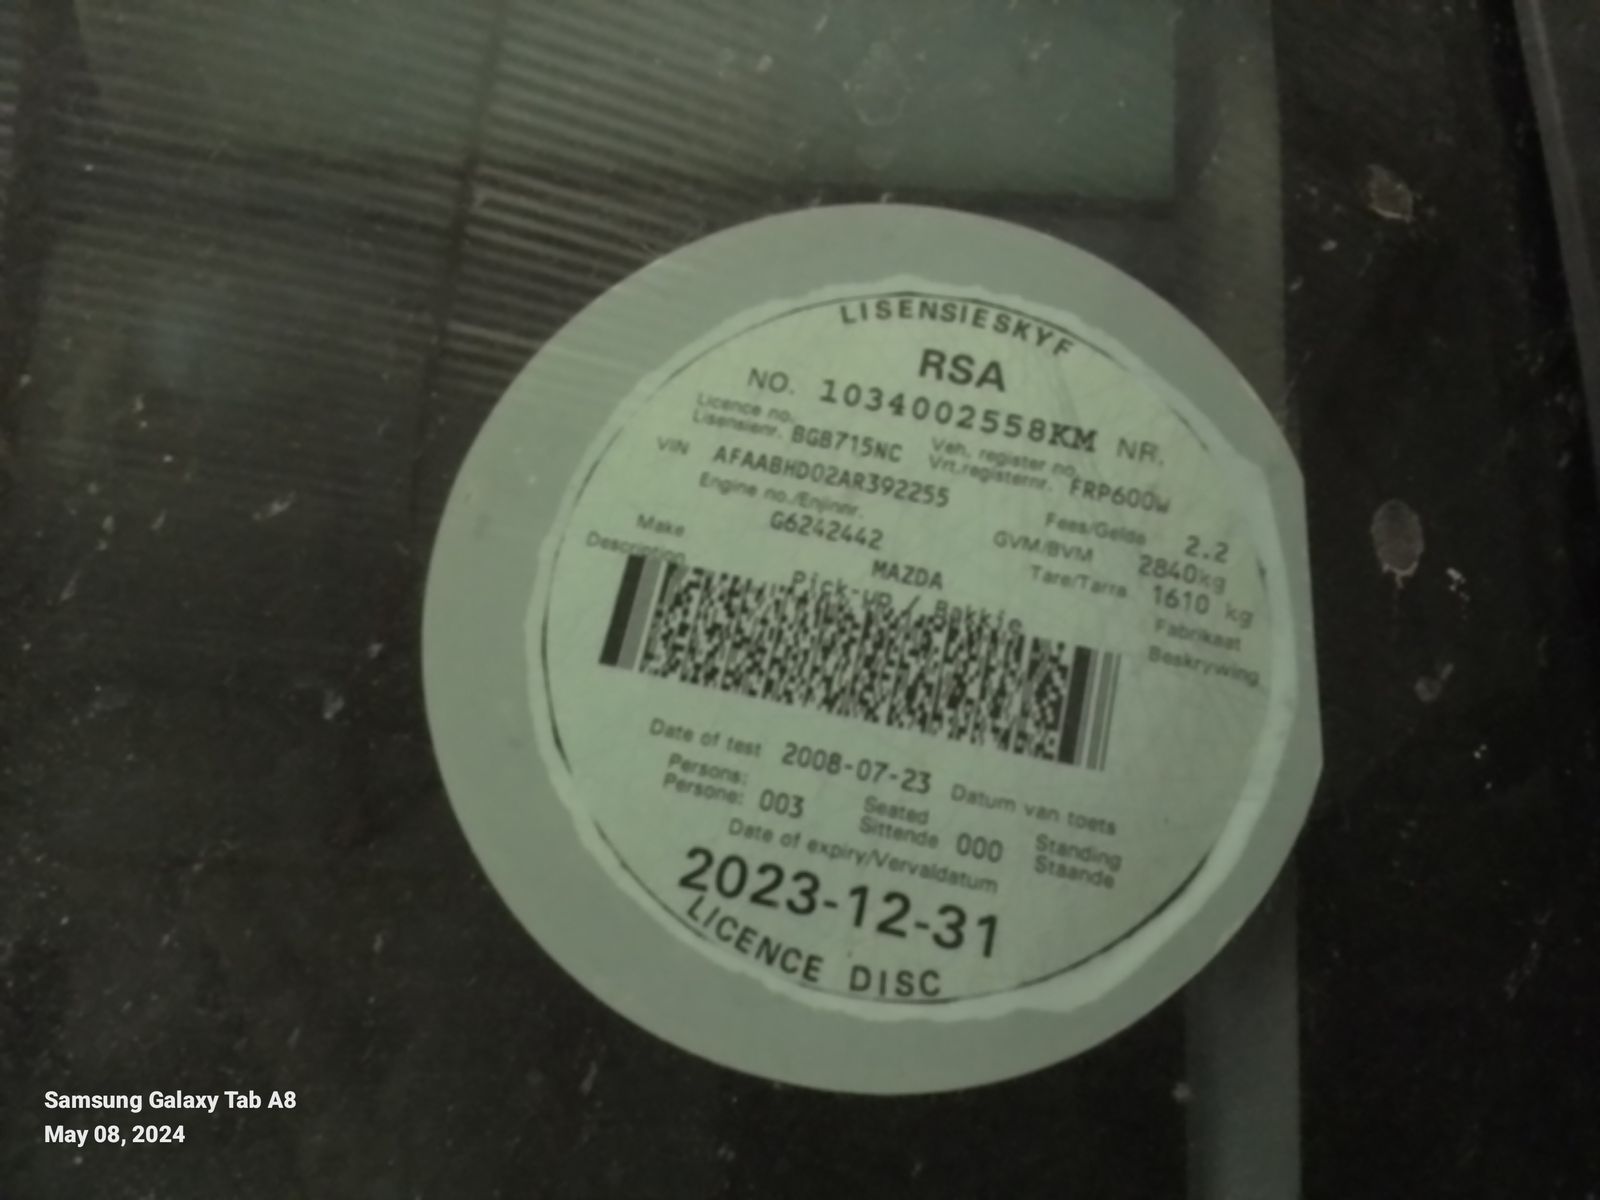 LISENSIESKYF
RSA
NO. 1034002558KM NR.
Licence no.
Lisensienr. BGB715NC Veh. register no.
Vrt.registernr. FRP600W
VIN AFAABHD02AR392255
Engine no./Enjinnr.
G6242442
Fees/Gelde 2.2
GVM/BVM 2840kg
Tare/Tarra 1610 kg
Make MAZDA Fabrikaat
Description Pick-up / Bakkie Beskrywing
Date of test 2008-07-23 Datum van toets
Persons:
Persone: 003 Seated
Sittende 000 Standing
Staande
Date of expiry/Vervaldatum
2023-12-31
LICENCE DISC
Samsung Galaxy Tab A8
May 08, 2024